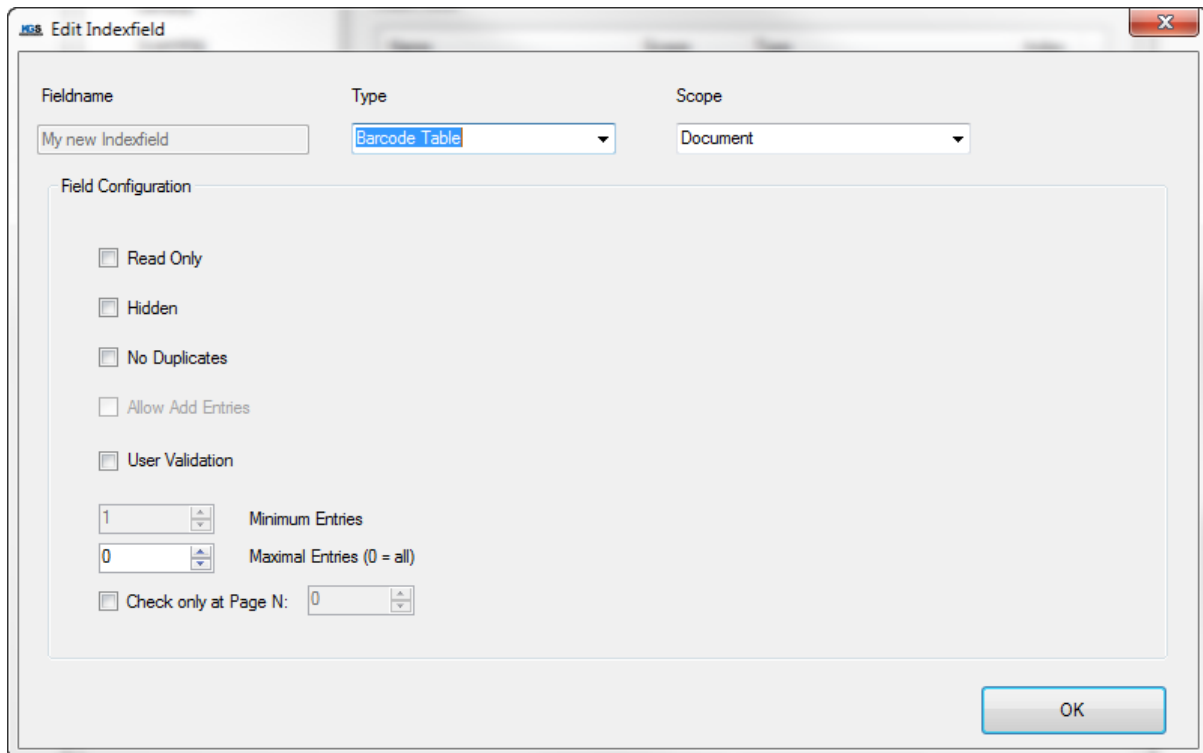 HGS Edit Indexfield
Fieldname Type Scope
My new Indexfield Barcode Table Document
Field Configuration
Read Only
Hidden
No Duplicates
Allow Add Entries
User Validation
1 Minimum Entries
0 Maximal Entries (0 = all)
Check only at Page N: 0
OK